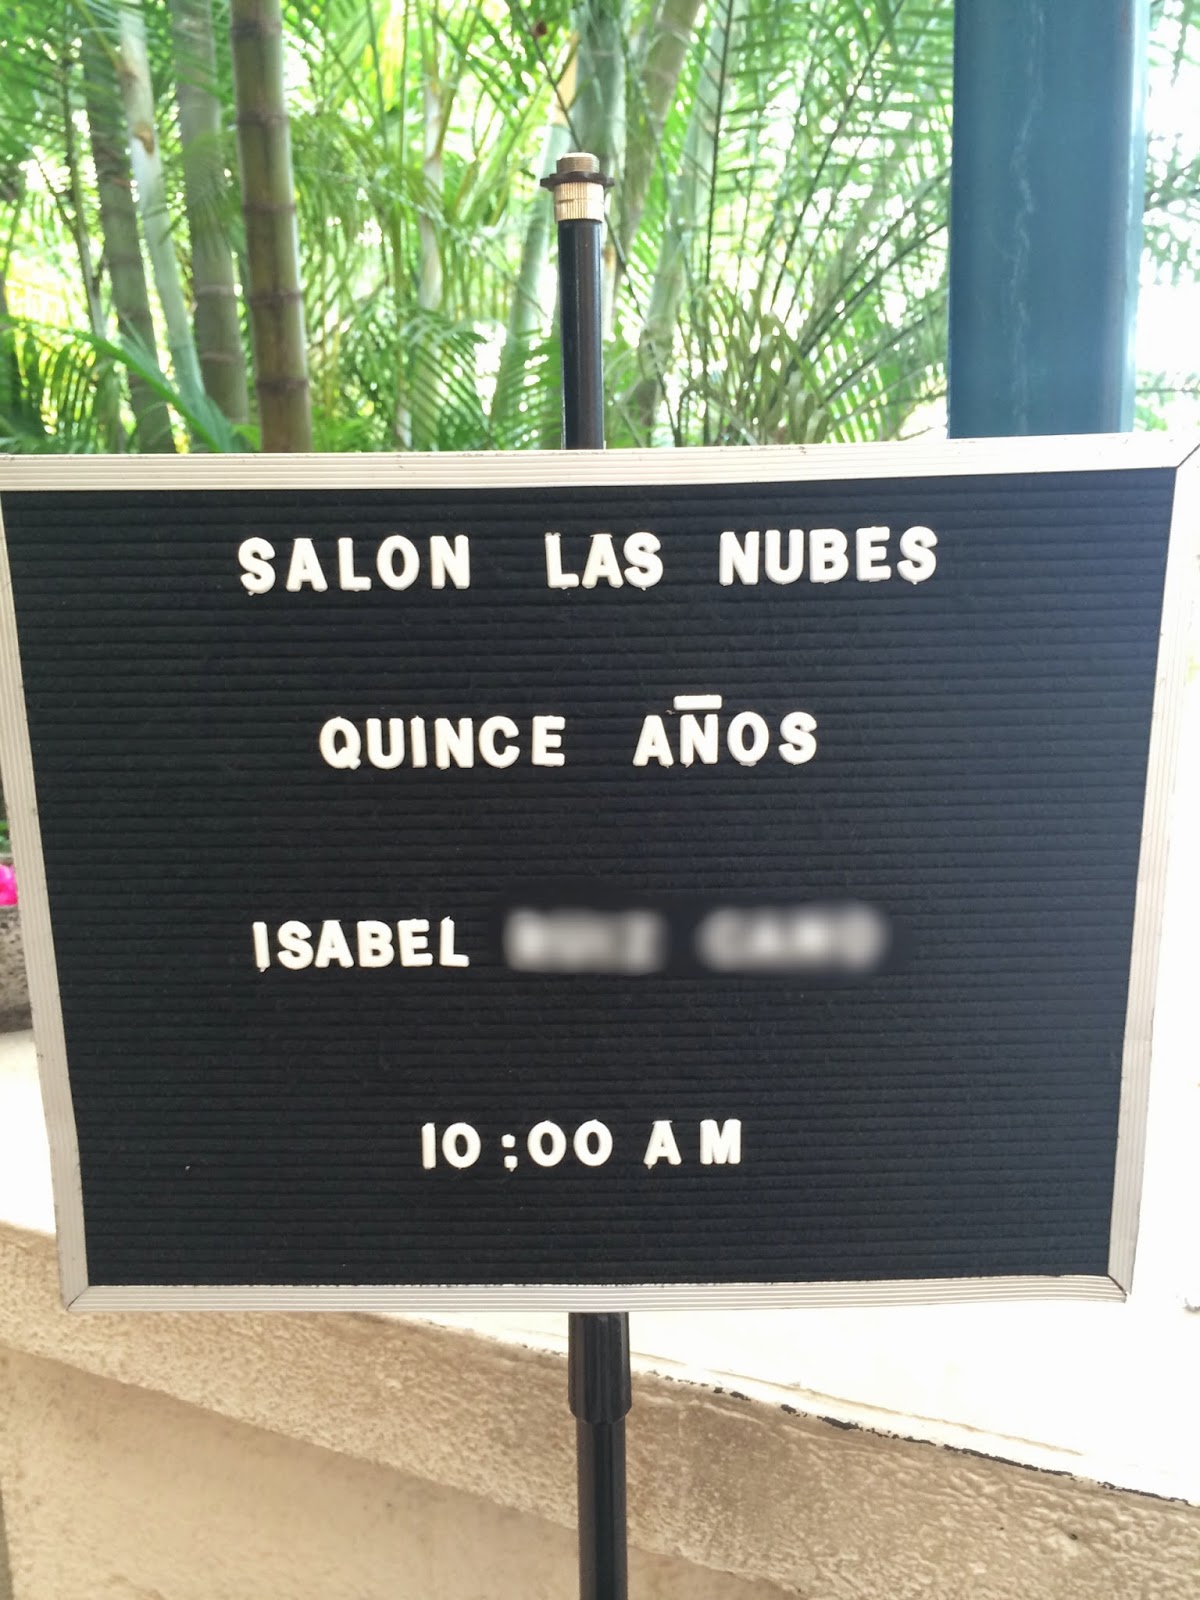 SALON LAS NUBES
QUINCE AÑOS
ISABEL
10:00 AM